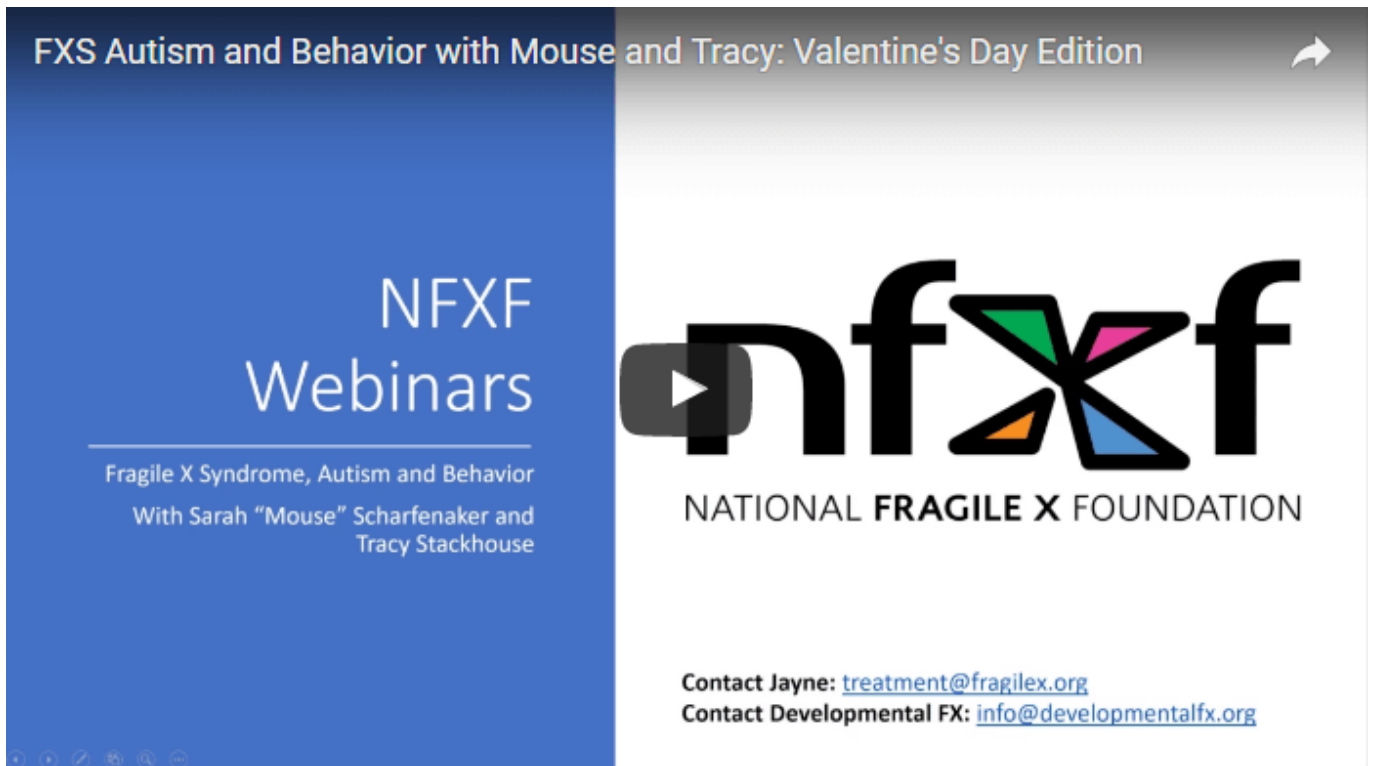 FXS Autism and Behavior with Mouse and Tracy: Valentine's Day Edition
NFXF
Webinars
Fragile X Syndrome, Autism and Behavior
With Sarah “Mouse” Scharfenaker and
Tracy Stackhouse
nfxf
NATIONAL FRAGILE X FOUNDATION
Contact Jayne: treatment@fragilex.org
Contact Developmental FX: info@developmentalfx.org